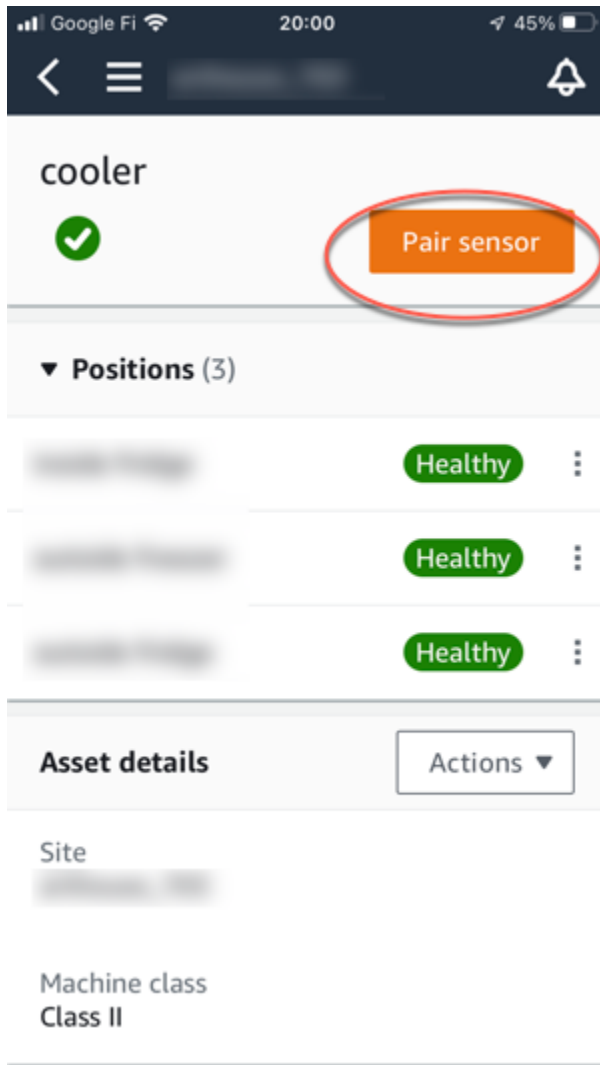 Google Fi 20:00 45%
cooler
Pair sensor
Positions (3)
Healthy
Healthy
Healthy
Asset details Actions
Site
Machine class
Class II